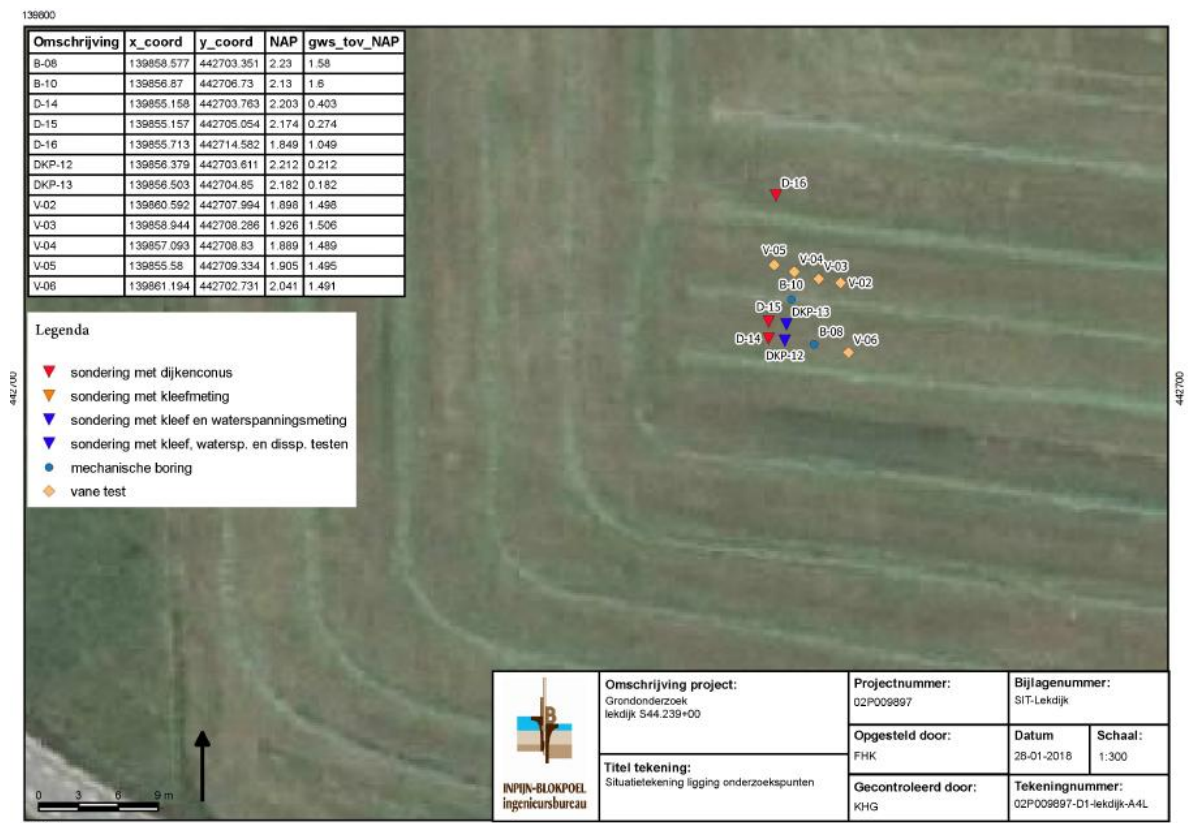 139800
Omschrijving x_coord y_coord NAP gws_tov_NAP
B-08 139858.577 442703.351 2.23 1.58
B-10 139856.87 442706.73 2.13 1.6
D-14 139855.158 442703.763 2.203 0.403
D-15 139855.157 442705.054 2.174 0.274
D-16 139855.713 442714.582 1.849 1.049
DKP-12 139856.379 442703.611 2.212 0.212
DKP-13 139856.503 442704.85 2.182 0.182
V-02 139860.592 442707.994 1.898 1.498
V-03 139858.944 442708.286 1.926 1.506
V-04 139857.093 442708.83 1.889 1.489
V-05 139855.58 442709.334 1.905 1.495
V-06 139861.194 442702.731 2.041 1.491
D-16
V-05
V-04
V-03
V-02
B-10
D-15
DKP-13
D-14
DKP-12
B-08
V-06
442700
442700
Legenda
sondering met dijkenconus
sondering met kleefmeting
sondering met kleef en waterspanningsmeting
sondering met kleef, watersp. en dissp. testen
mechanische boring
vane test
0 3 6 9 m
B
INPIJN-BLOKPOEL
ingenieursbureau
Omschrijving project:
Grondonderzoek
lekdijk S44.239+00
Titel tekening:
Situatietekening ligging onderzoekspunten
Projectnummer:
02P009897
Opgesteld door:
FHK
Gecontroleerd door:
KHG
Bijlagenummer:
SIT-Lekdijk
Datum
28-01-2018
Schaal:
1:300
Tekeningnummer:
02P009897-D1-lekdijk-A4L